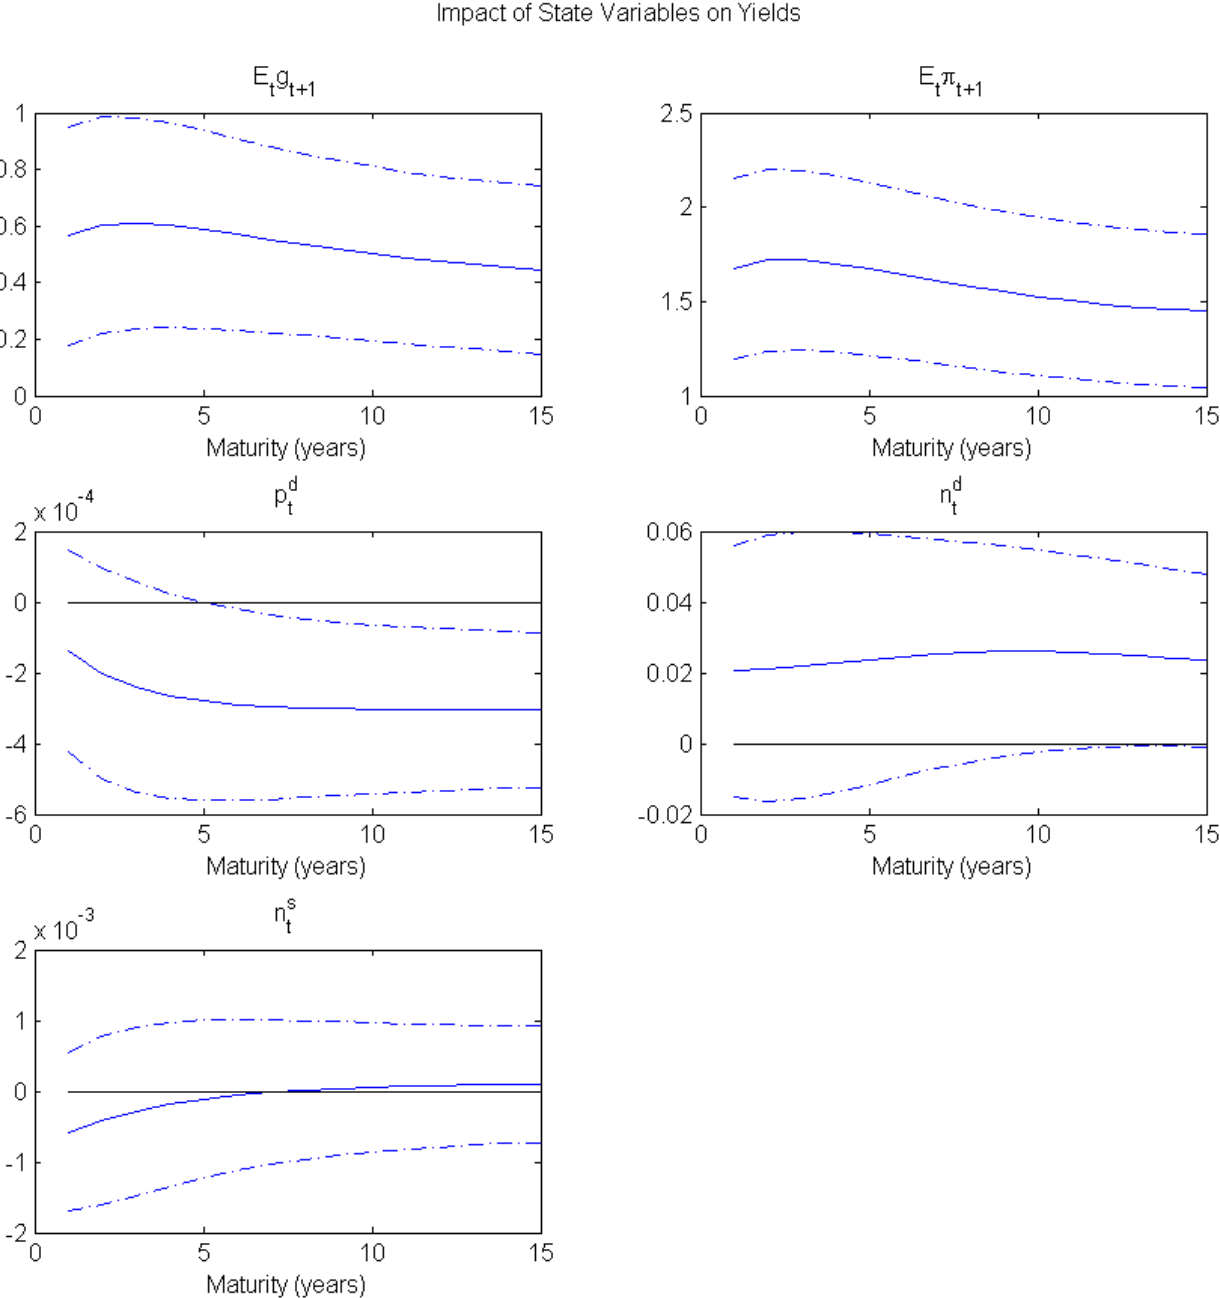 Impact of State Variables on Yields
E_t g_{t+1}
1
0.8
0.6
0.4
0.2
0
0 5 10 15
Maturity (years)
E_t π_{t+1}
2.5
2
1.5
1
0 5 10 15
Maturity (years)
p_t^d
x 10^{-4}
2
0
-2
-4
-6
0 5 10 15
Maturity (years)
n_t^d
0.06
0.04
0.02
0
-0.02
0 5 10 15
Maturity (years)
n_t^s
x 10^{-3}
2
1
0
-1
-2
0 5 10 15
Maturity (years)